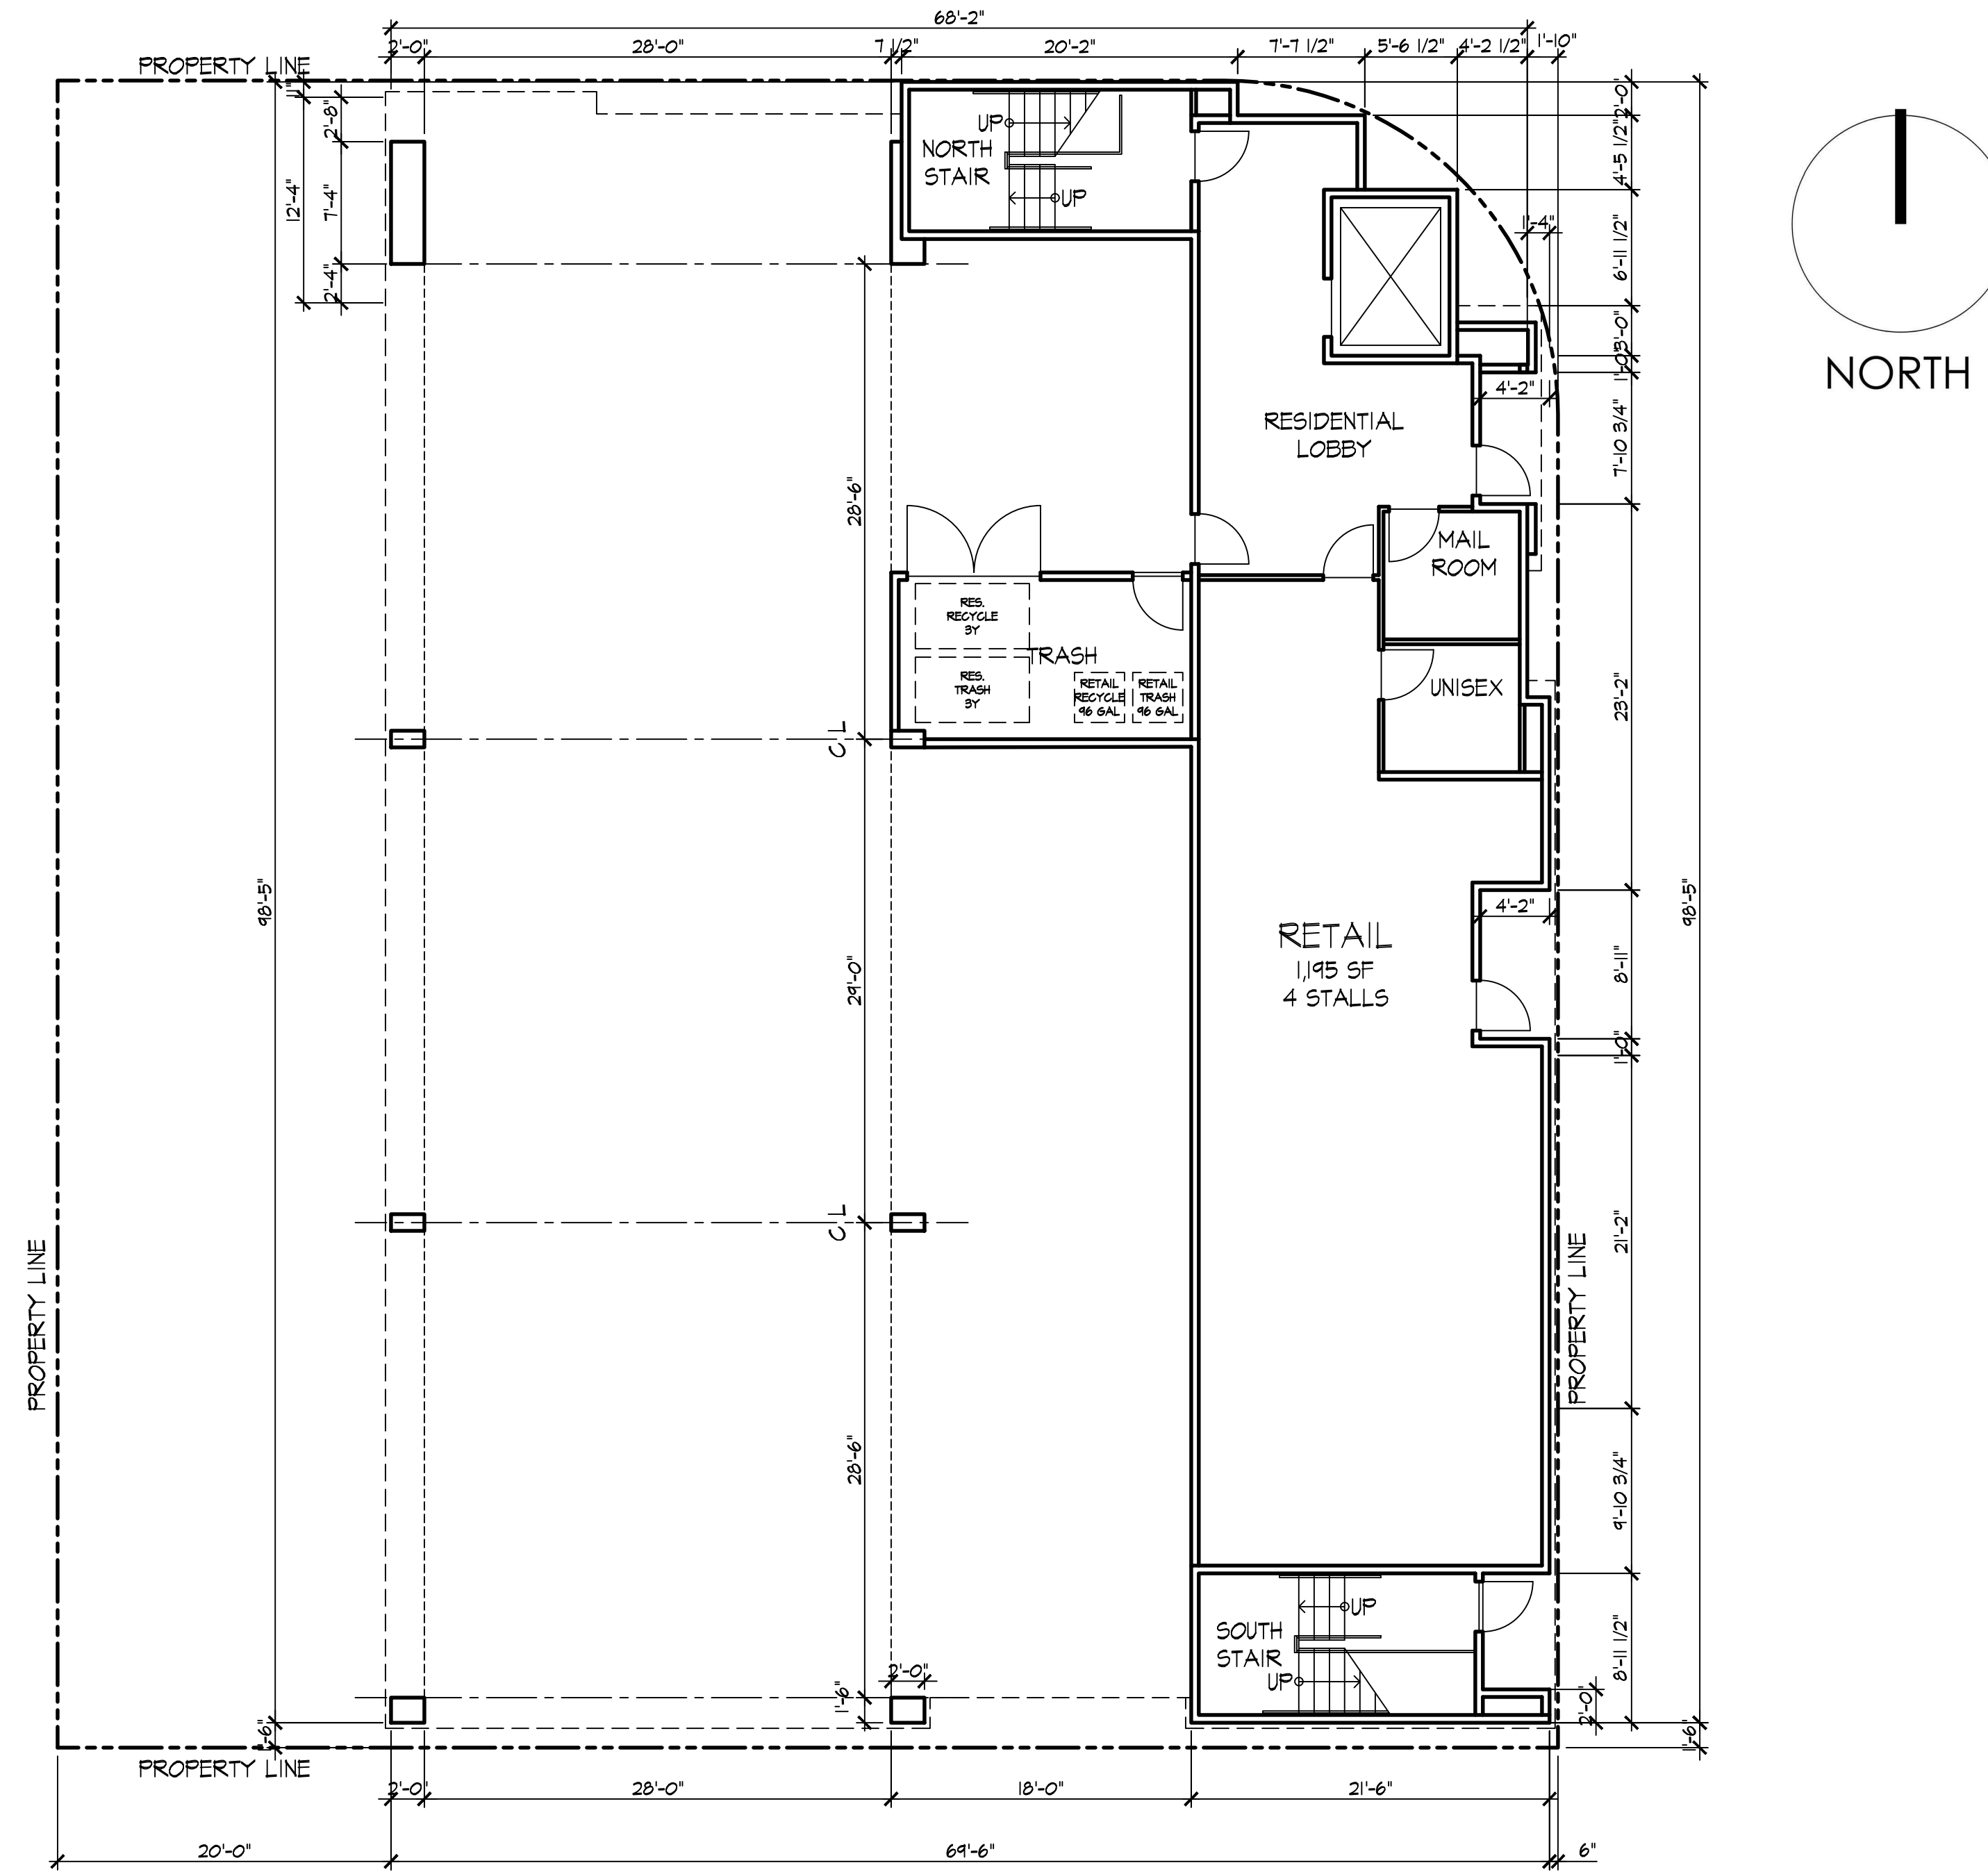 68'-2"
2'-0"
28'-0"
7 1/2"
20'-2"
7'-7 1/2"
5'-6 1/2"
4'-2 1/2"
1'-10"
PROPERTY LINE
2'-8"
12'-4"
7'-4"
2'-4"
UP
NORTH
STAIR
UP
2'-0"
4'-5 1/2"
1'-4"
6'-11 1/2"
3'-0"
1'-0"
NORTH
4'-2"
RESIDENTIAL
LOBBY
7'-10 3/4"
28'-6"
MAIL
ROOM
RES.
RECYCLE
3Y
TRASH
RES.
TRASH
3Y
RETAIL
RECYCLE
96 GAL
RETAIL
TRASH
96 GAL
UNISEX
23'-2"
C L
98'-5"
4'-2"
98'-5"
RETAIL
1,195 SF
4 STALLS
29'-0"
8'-11"
1'-0"
C L
21'-2"
PROPERTY LINE
PROPERTY LINE
28'-6"
9'-10 3/4"
UP
SOUTH
STAIR
UP
8'-11 1/2"
2'-0"
1'-6"
2'-0"
1'-6"
1'-6"
PROPERTY LINE
2'-0"
28'-0"
18'-0"
21'-6"
20'-0"
69'-6"
6"